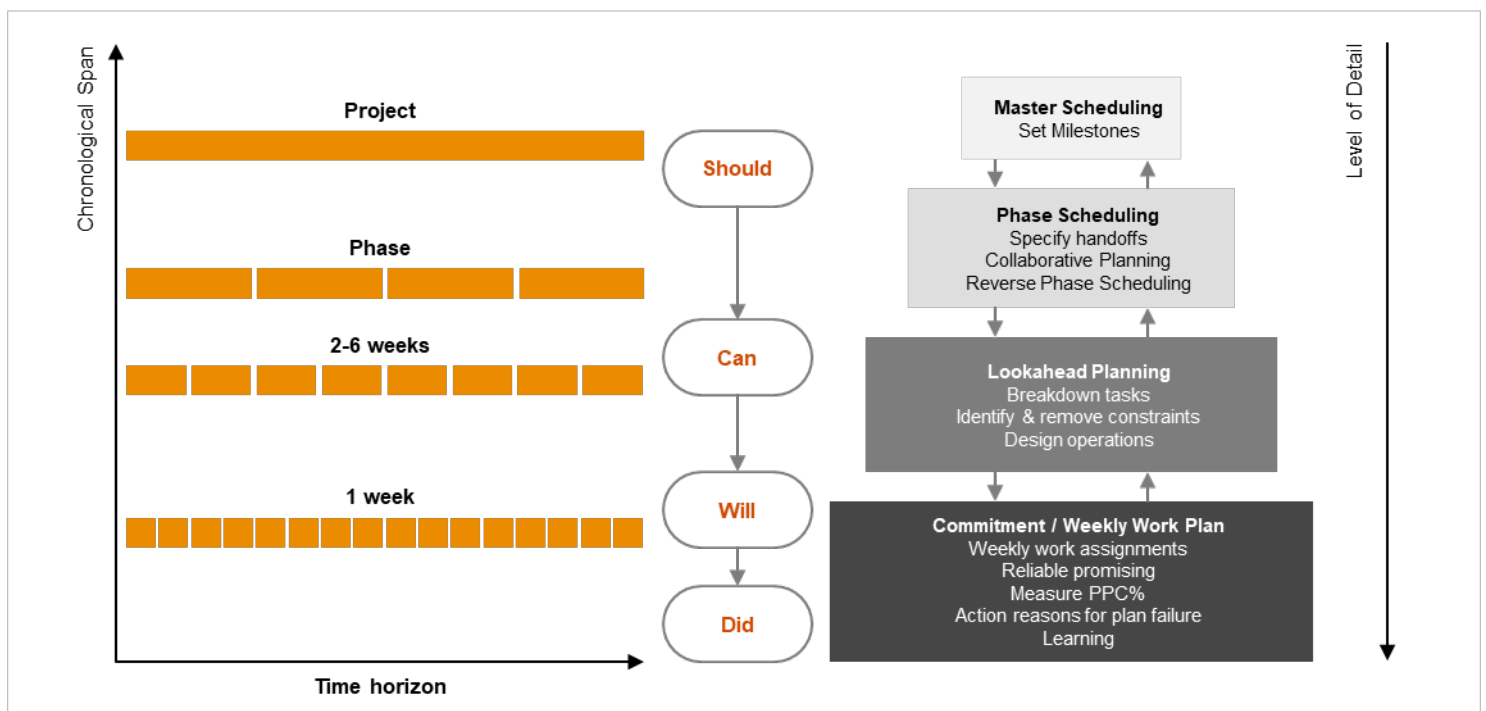 Chronological Span
Project
Phase
2-6 weeks
1 week
Time horizon
Should
Can
Will
Did
Master Scheduling
Set Milestones
Phase Scheduling
Specify handoffs
Collaborative Planning
Reverse Phase Scheduling
Lookahead Planning
Breakdown tasks
Identify & remove constraints
Design operations
Commitment / Weekly Work Plan
Weekly work assignments
Reliable promising
Measure PPC%
Action reasons for plan failure
Learning
Level of Detail